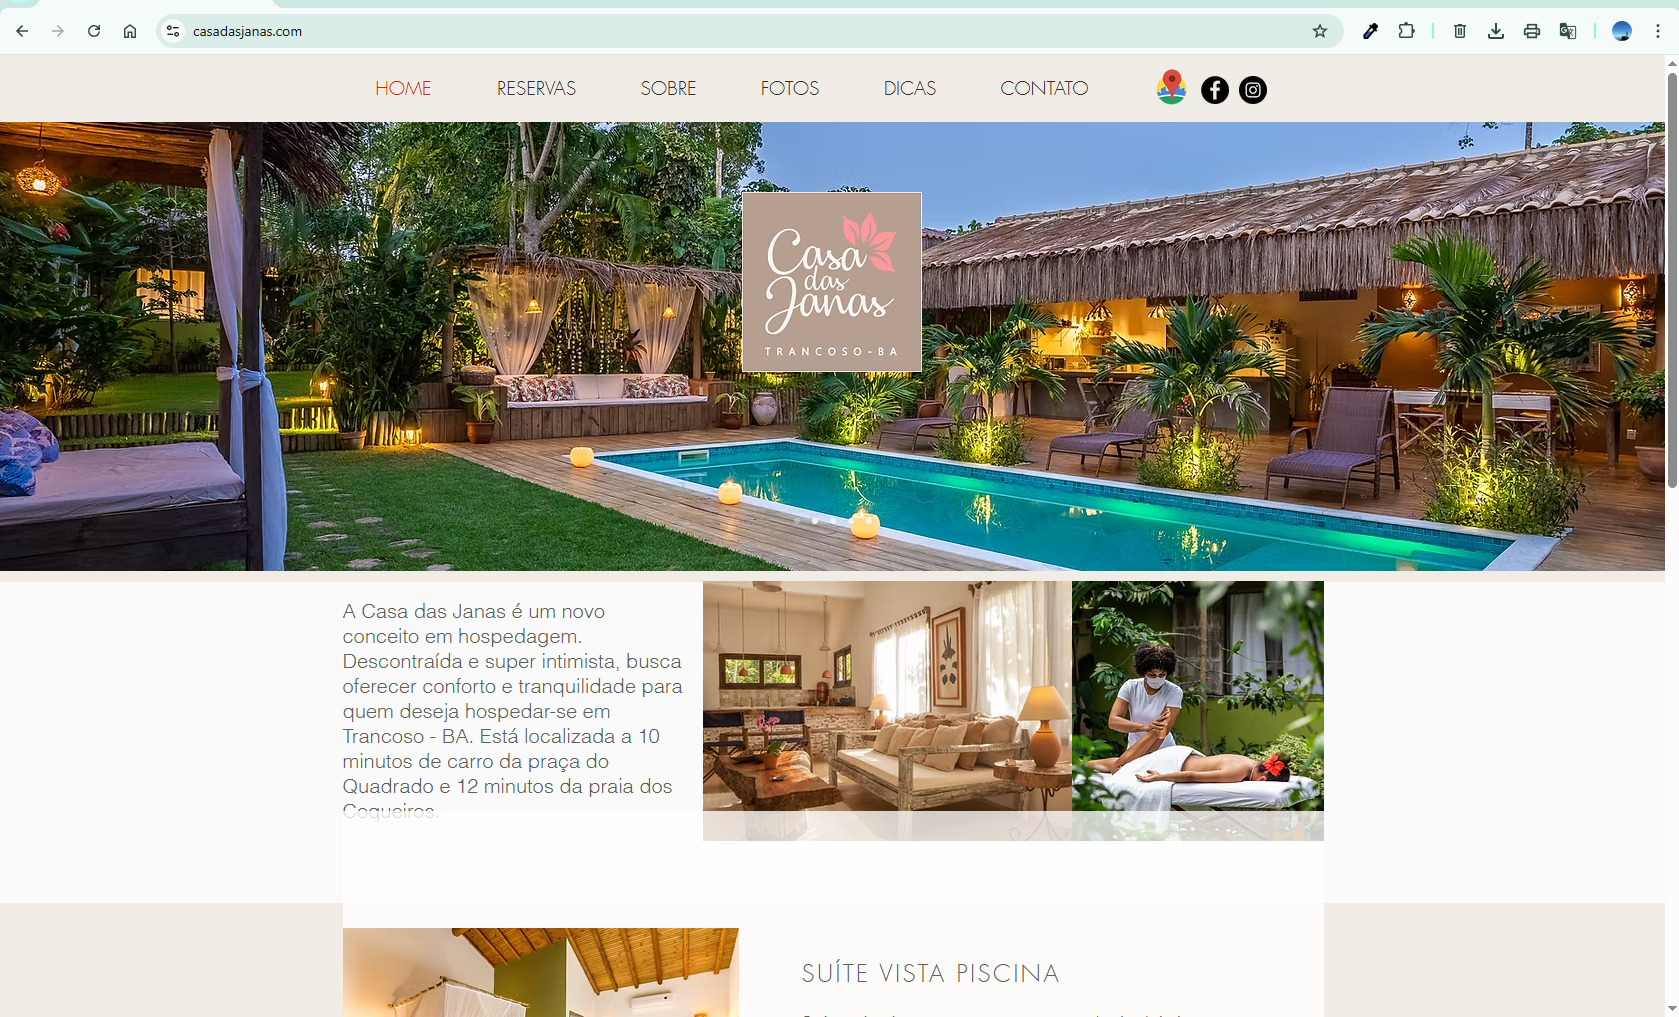 casadasjanas.com
HOME RESERVAS SOBRE FOTOS DICAS CONTATO
Casa
das
Janas
TRANCOSO-BA
A Casa das Janas é um novo
conceito em hospedagem.
Descontraída e super intimista, busca
oferecer conforto e tranquilidade para
quem deseja hospedar-se em
Trancoso - BA. Está localizada a 10
minutos de carro da praça do
Quadrado e 12 minutos da praia dos
Coqueiros.
SUÍTE VISTA PISCINA